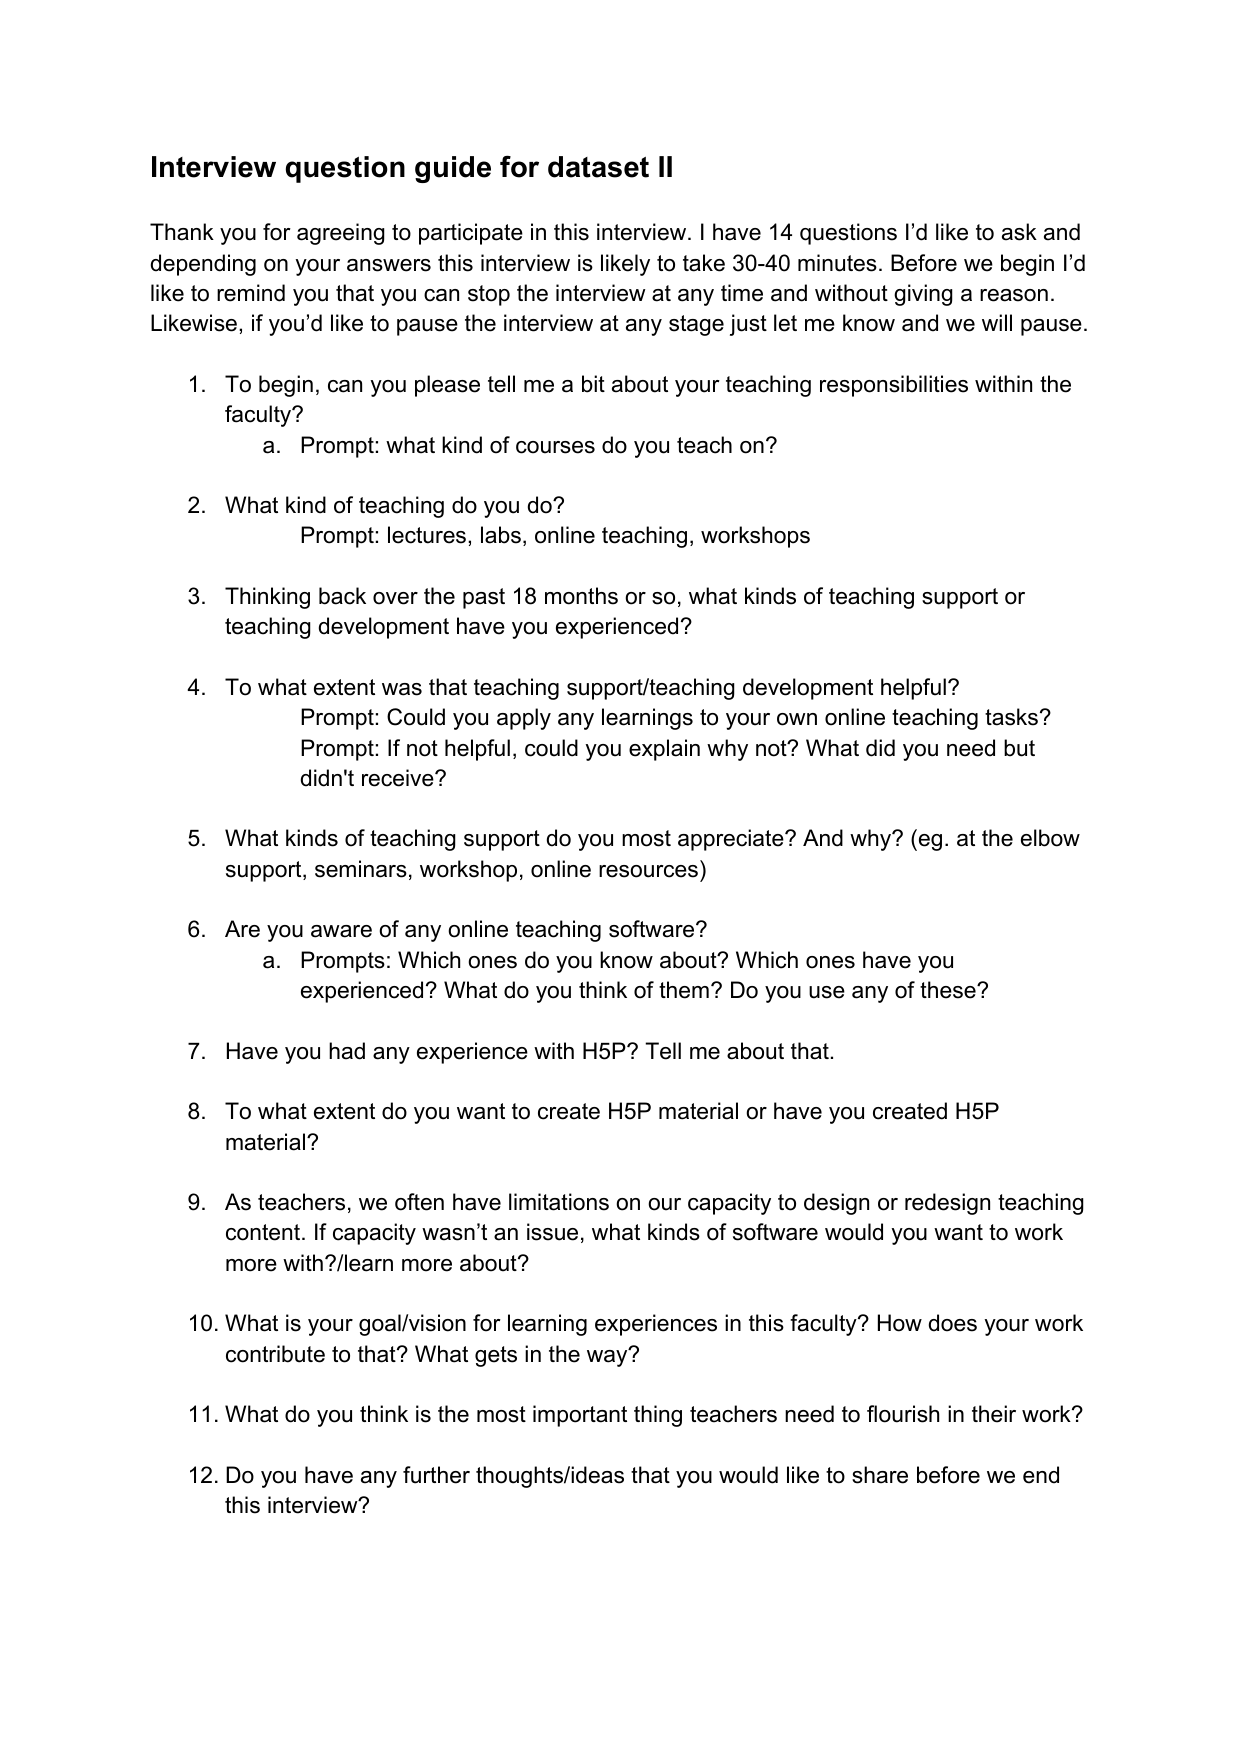 Interview question guide for dataset II
Thank you for agreeing to participate in this interview. I have 14 questions I’d like to ask and
depending on your answers this interview is likely to take 30-40 minutes. Before we begin I’d
like to remind you that you can stop the interview at any time and without giving a reason.
Likewise, if you’d like to pause the interview at any stage just let me know and we will pause.
1. To begin, can you please tell me a bit about your teaching responsibilities within the
faculty?
a. Prompt: what kind of courses do you teach on?
2. What kind of teaching do you do?
Prompt: lectures, labs, online teaching, workshops
3. Thinking back over the past 18 months or so, what kinds of teaching support or
teaching development have you experienced?
4. To what extent was that teaching support/teaching development helpful?
Prompt: Could you apply any learnings to your own online teaching tasks?
Prompt: If not helpful, could you explain why not? What did you need but
didn't receive?
5. What kinds of teaching support do you most appreciate? And why? (eg. at the elbow
support, seminars, workshop, online resources)
6. Are you aware of any online teaching software?
a. Prompts: Which ones do you know about? Which ones have you
experienced? What do you think of them? Do you use any of these?
7. Have you had any experience with H5P? Tell me about that.
8. To what extent do you want to create H5P material or have you created H5P
material?
9. As teachers, we often have limitations on our capacity to design or redesign teaching
content. If capacity wasn’t an issue, what kinds of software would you want to work
more with?/learn more about?
10. What is your goal/vision for learning experiences in this faculty? How does your work
contribute to that? What gets in the way?
11. What do you think is the most important thing teachers need to flourish in their work?
12. Do you have any further thoughts/ideas that you would like to share before we end
this interview?